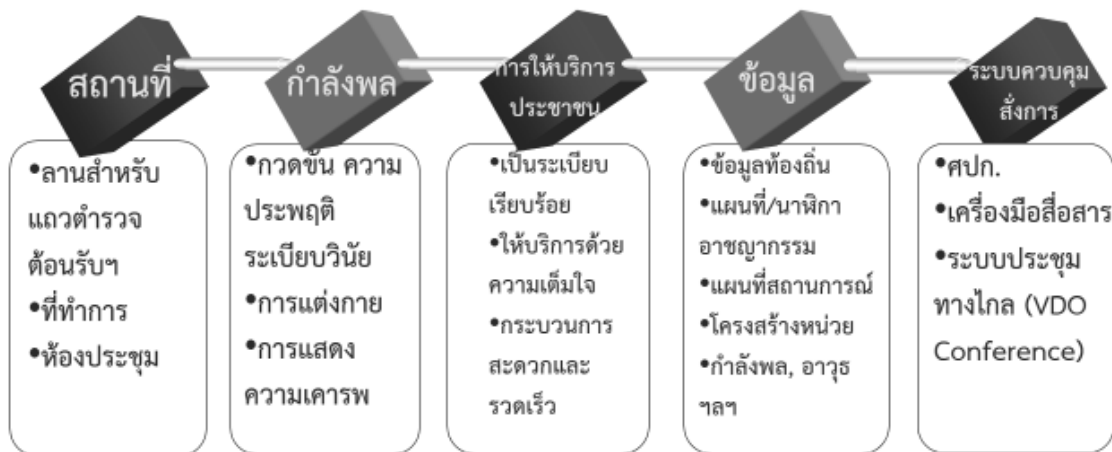 สถานที่
•ลานสำหรับ
แถวตำรวจ
ต้อนรับฯ
•ที่ทำการ
•ห้องประชุม
กำลังพล
•กวดขัน ความ
ประพฤติ
ระเบียบวินัย
•การแต่งกาย
•การแสดง
ความเคารพ
การให้บริการ
ประชาชน
•เป็นระเบียบ
เรียบร้อย
•ให้บริการด้วย
ความเต็มใจ
•กระบวนการ
สะดวกและ
รวดเร็ว
ข้อมูล
•ข้อมูลท้องถิ่น
•แผนที่/นาฬิกา
อาชญากรรม
•แผนที่สถานการณ์
•โครงสร้างหน่วย
•กำลังพล, อาวุธ
ฯลฯ
ระบบควบคุม
สั่งการ
•ศปก.
•เครื่องมือสื่อสาร
•ระบบประชุม
ทางไกล (VDO
Conference)